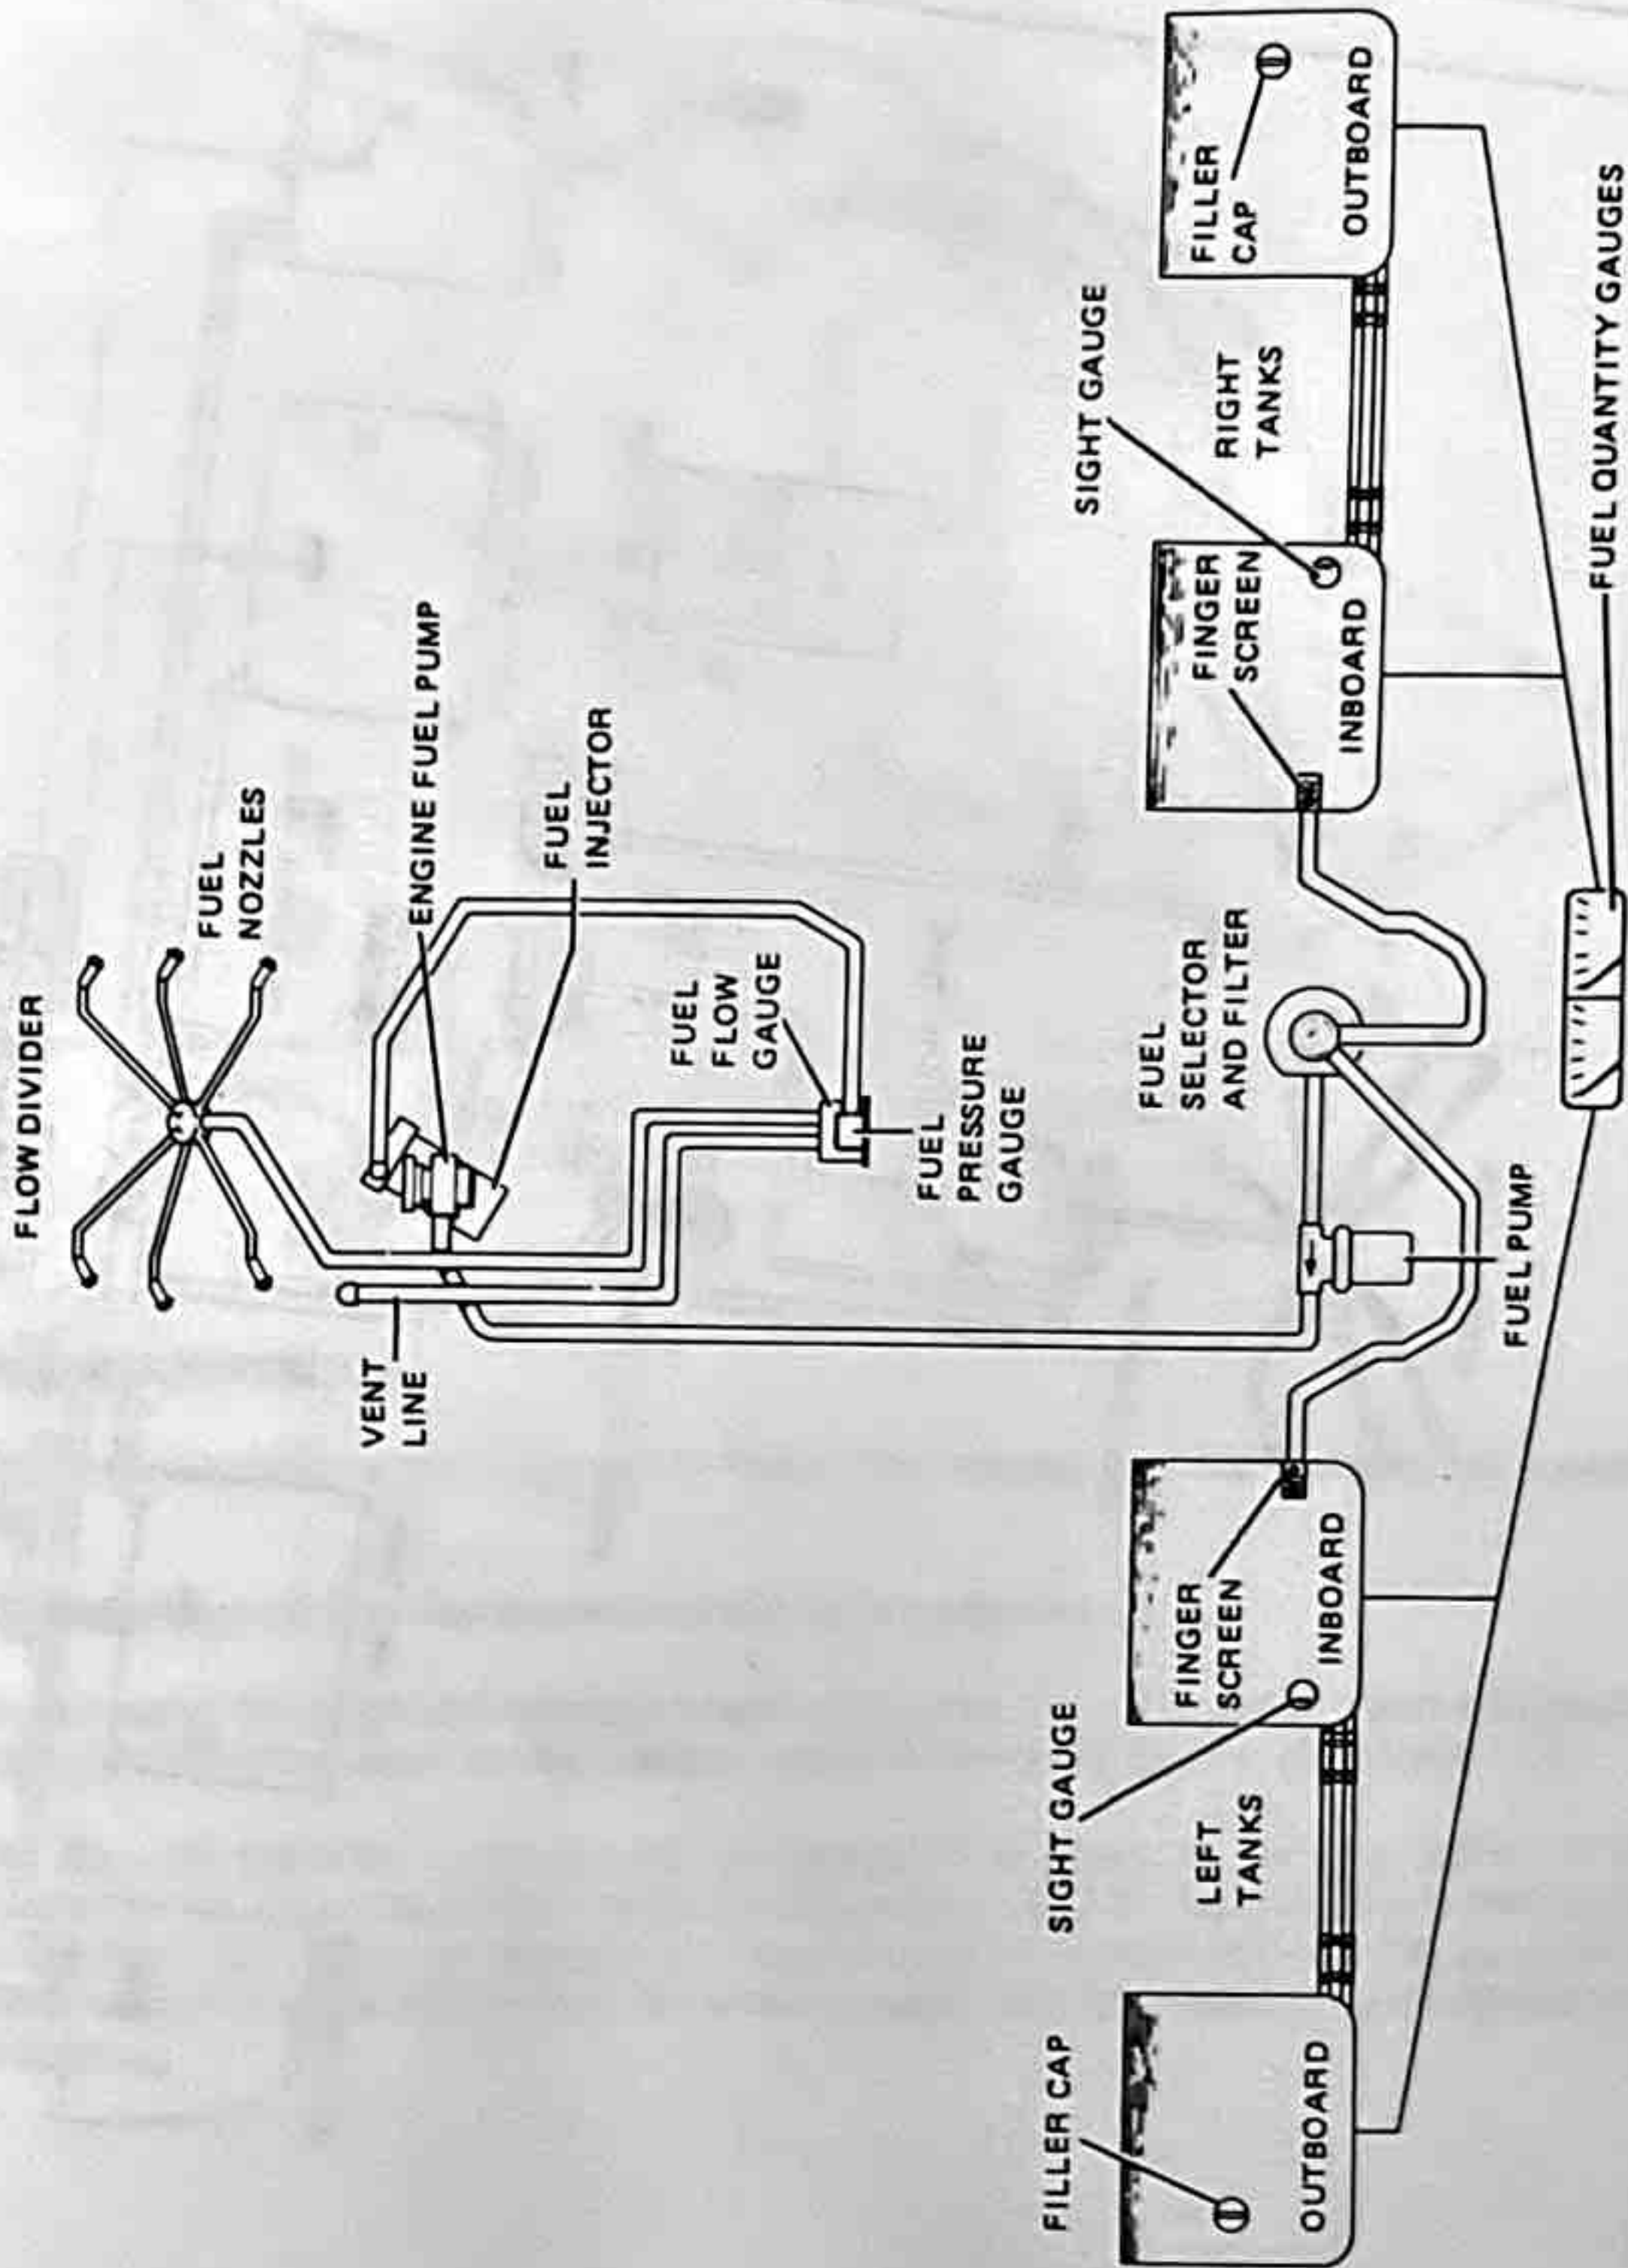 FLOW DIVIDER
FUEL
NOZZLES
ENGINE FUEL PUMP
FUEL
INJECTOR
VENT
LINE
FUEL
FLOW
GAUGE
FUEL
PRESSURE
GAUGE
FILLER CAP
SIGHT GAUGE
LEFT
TANKS
FINGER
SCREEN
OUTBOARD
INBOARD
FUEL
SELECTOR
AND FILTER
FUEL PUMP
SIGHT GAUGE
FINGER
SCREEN
INBOARD
RIGHT
TANKS
FILLER
CAP
OUTBOARD
FUEL QUANTITY GAUGES